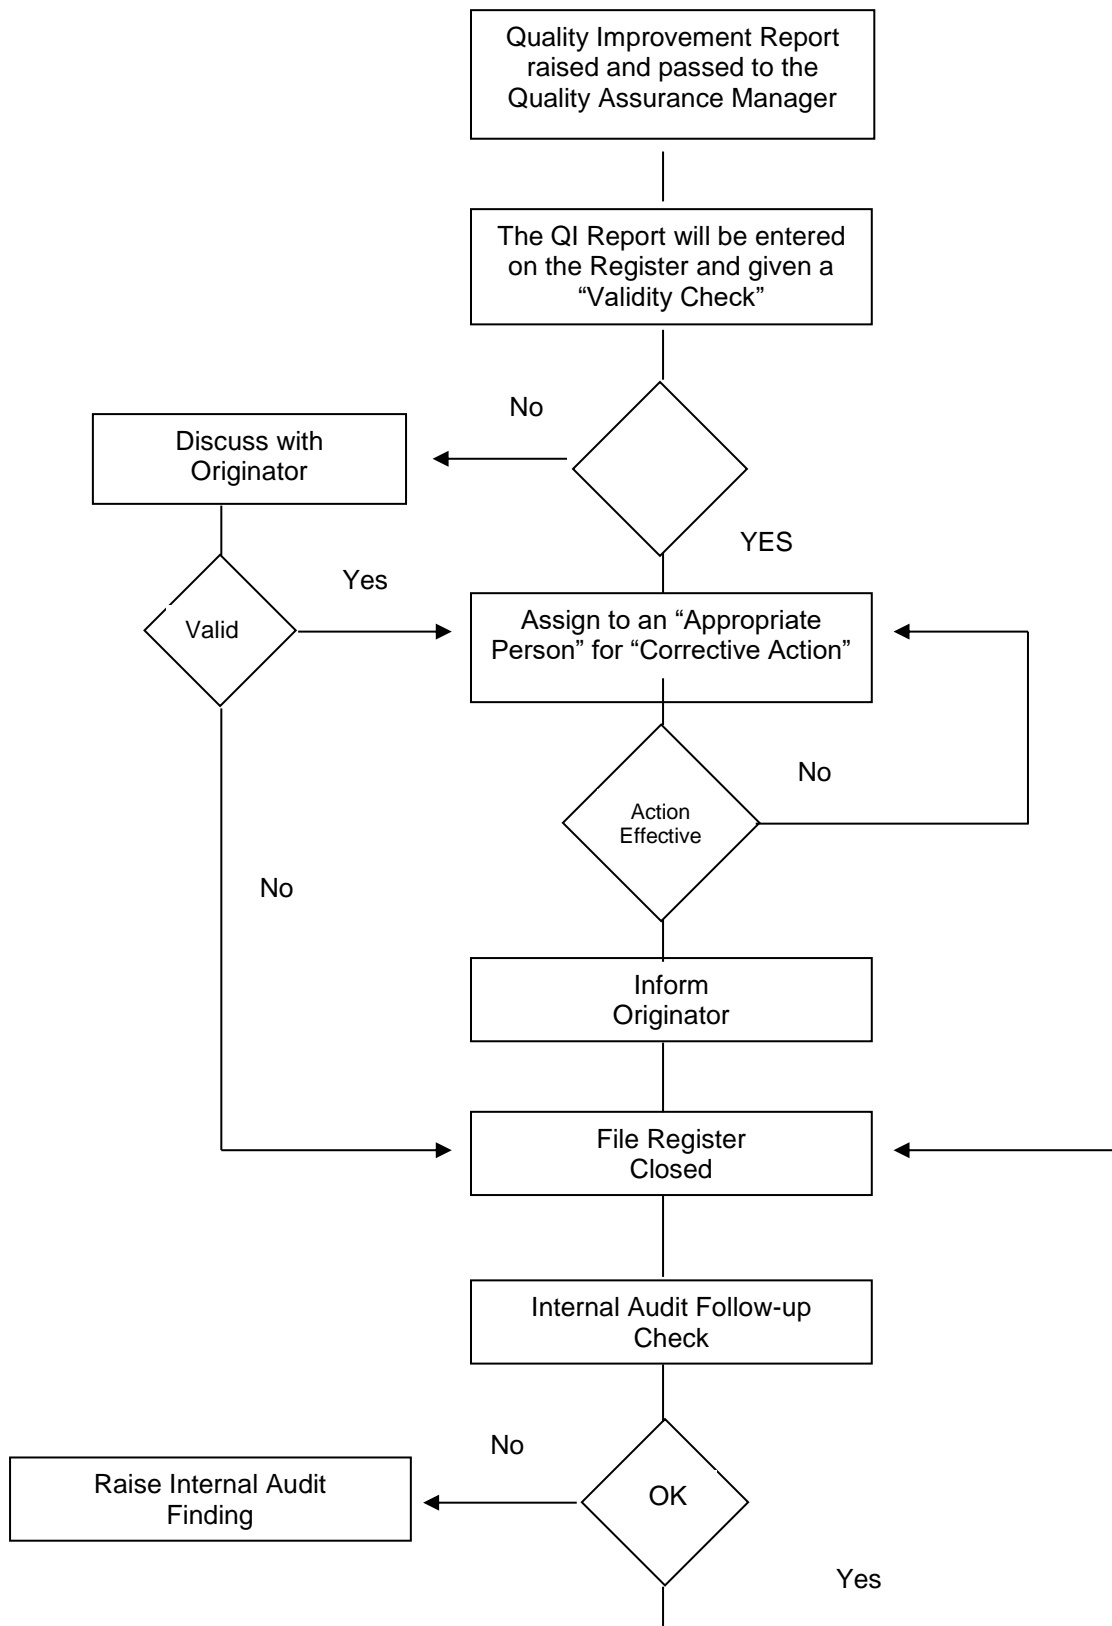 Quality Improvement Report
raised and passed to the
Quality Assurance Manager
The QI Report will be entered
on the Register and given a
“Validity Check”
No
Discuss with
Originator
YES
Yes
Valid
Assign to an “Appropriate
Person” for “Corrective Action”
No
Action
Effective
No
Inform
Originator
File Register
Closed
Internal Audit Follow-up
Check
No
Raise Internal Audit
Finding
OK
Yes